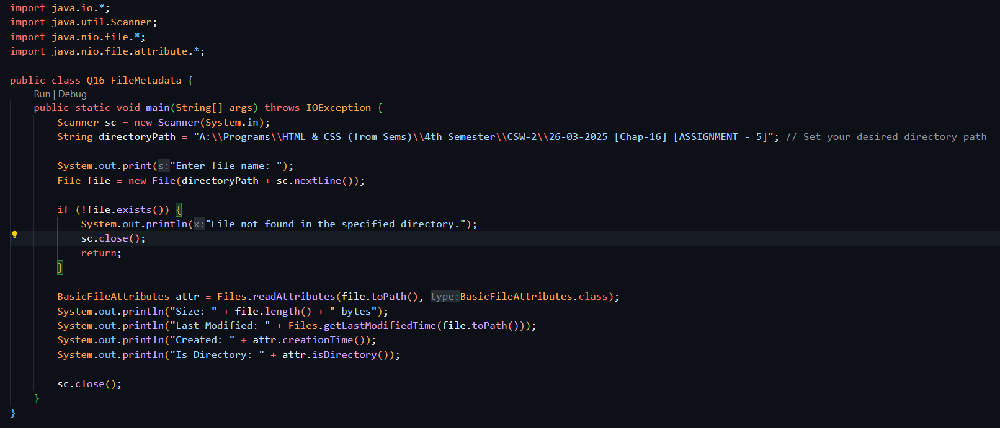 import java.io.*;
import java.util.Scanner;
import java.nio.file.*;
import java.nio.file.attribute.*;

public class Q16_FileMetadata {
    Run | Debug
    public static void main(String[] args) throws IOException {
        Scanner sc = new Scanner(System.in);
        String directoryPath = "A:\\Programs\\HTML & CSS (from Sems)\\4th Semester\\CSW-2\\26-03-2025 [Chap-16] [ASSIGNMENT - 5]"; // Set your desired directory path

        System.out.print(s:"Enter file name: ");
        File file = new File(directoryPath + sc.nextLine());

        if (!file.exists()) {
            System.out.println(x:"File not found in the specified directory.");
            sc.close();
            return;
        }

        BasicFileAttributes attr = Files.readAttributes(file.toPath(), type:BasicFileAttributes.class);
        System.out.println("Size: " + file.length() + " bytes");
        System.out.println("Last Modified: " + Files.getLastModifiedTime(file.toPath()));
        System.out.println("Created: " + attr.creationTime());
        System.out.println("Is Directory: " + attr.isDirectory());

        sc.close();
    }
}